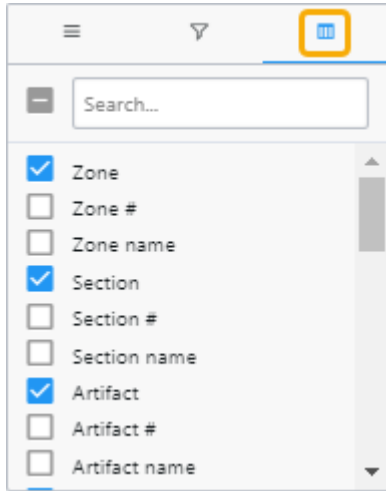 Search...
Zone
Zone #
Zone name
Section
Section #
Section name
Artifact
Artifact #
Artifact name